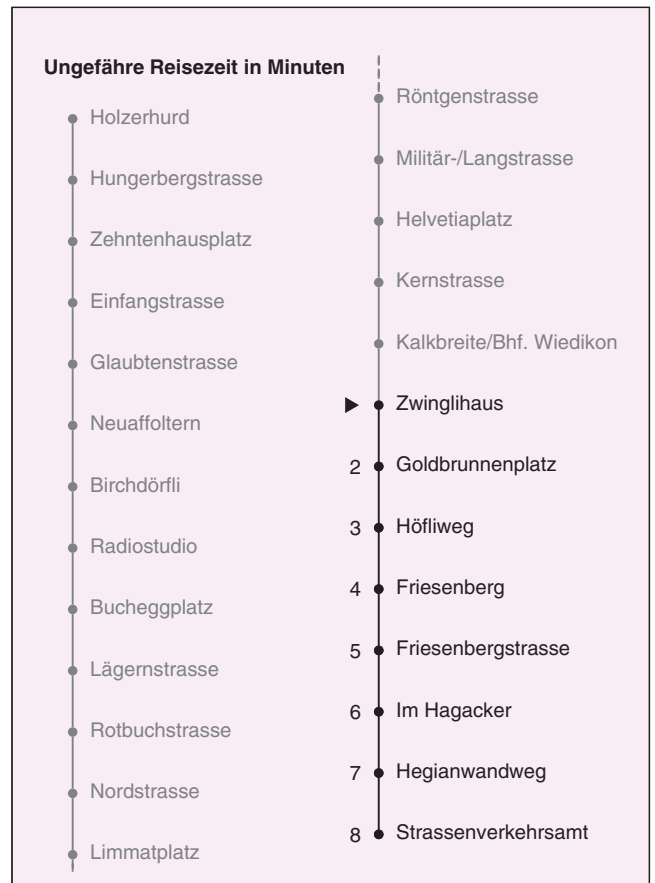 Ungefähre Reisezeit in Minuten
Holzerhurd
Hungerbergstrasse
Zehntenhausplatz
Einfangstrasse
Glaubtenstrasse
Neuaffoltern
Birchdörfli
Radiostudio
Bucheggplatz
Lägernstrasse
Rotbuchstrasse
Nordstrasse
Limmatplatz
Röntgenstrasse
Militär-/Langstrasse
Helvetiaplatz
Kernstrasse
Kalkbreite/Bhf. Wiedikon
Zwinglihaus
2 Goldbrunnenplatz
3 Höfliweg
4 Friesenberg
5 Friesenbergstrasse
6 Im Hagacker
7 Hegianwandweg
8 Strassenverkehrsamt